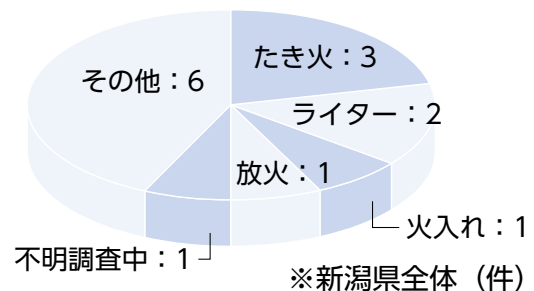 たき火：3
ライター：2
火入れ：1
放火：1
不明調査中：1
その他：6
※新潟県全体（件）